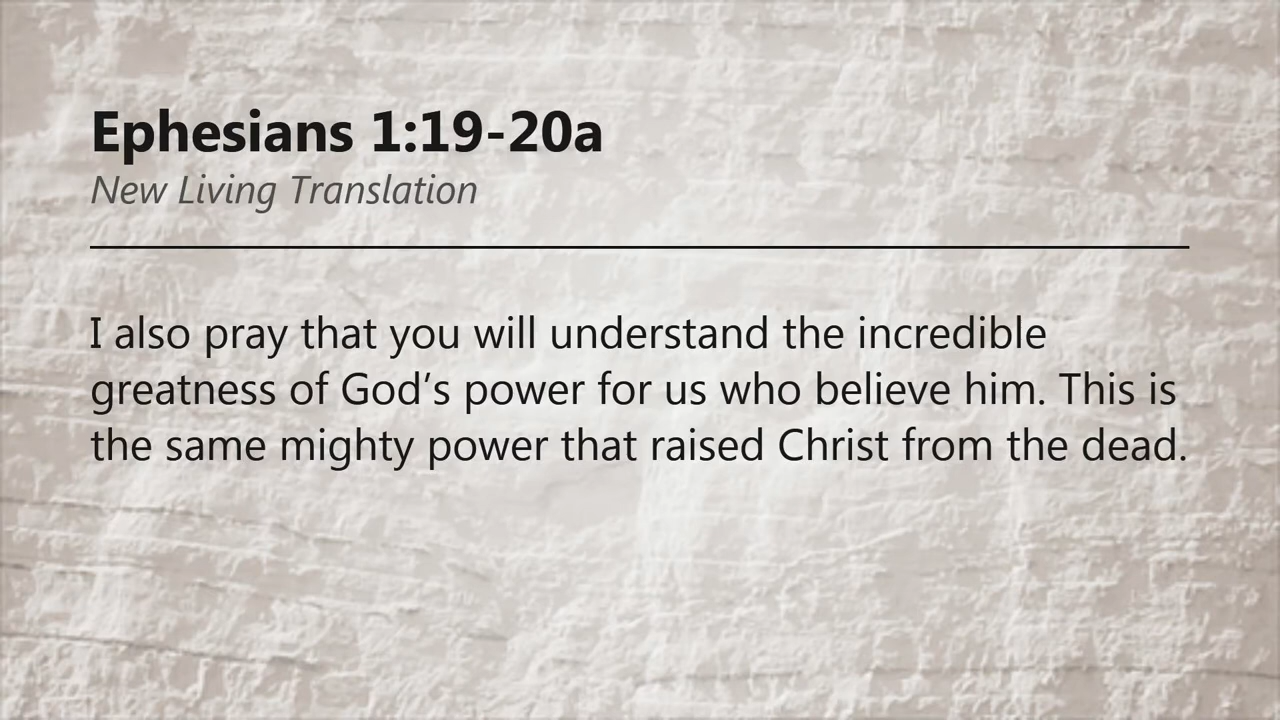 Ephesians 1:19-20a
New Living Translation
I also pray that you will understand the incredible
greatness of God’s power for us who believe him. This is
the same mighty power that raised Christ from the dead.